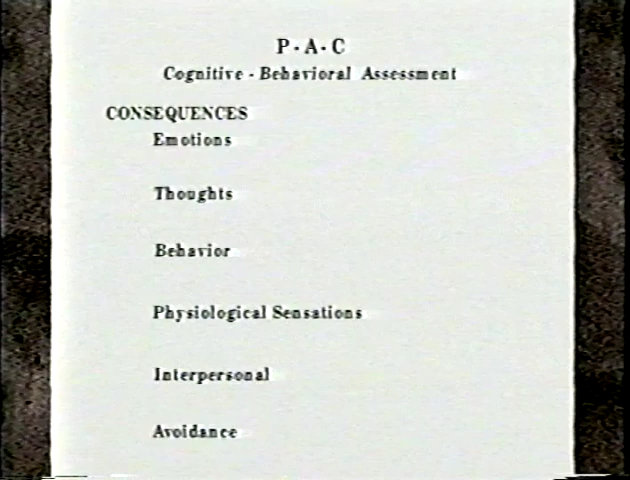 P-A-C
Cognitive - Behavioral Assessment
CONSEQUENCES
Emotions
Thoughts
Behavior
Physiological Sensations
Interpersonal
Avoidance